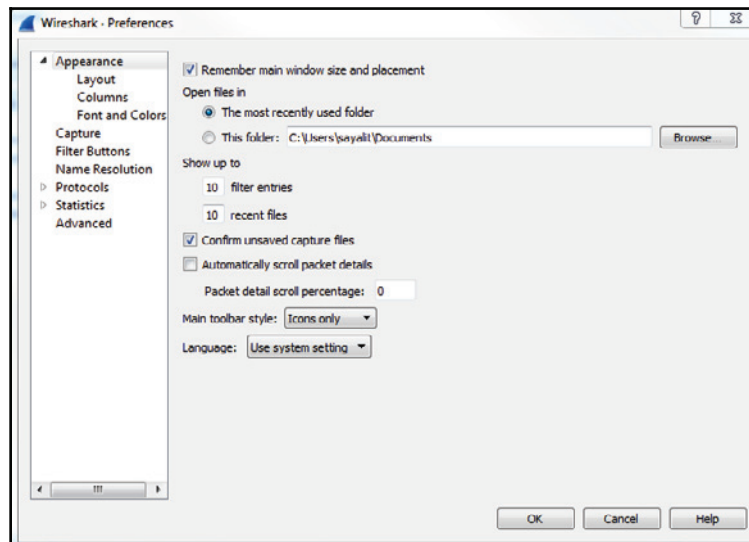 Wireshark - Preferences
Appearance
Layout
Columns
Font and Colors
Capture
Filter Buttons
Name Resolution
Protocols
Statistics
Advanced
Remember main window size and placement
Open files in
The most recently used folder
This folder: C:\Users\sayalit\Documents Browse...
Show up to
10 filter entries
10 recent files
Confirm unsaved capture files
Automatically scroll packet details
Packet detail scroll percentage: 0
Main toolbar style: Icons only
Language: Use system setting
OK Cancel Help